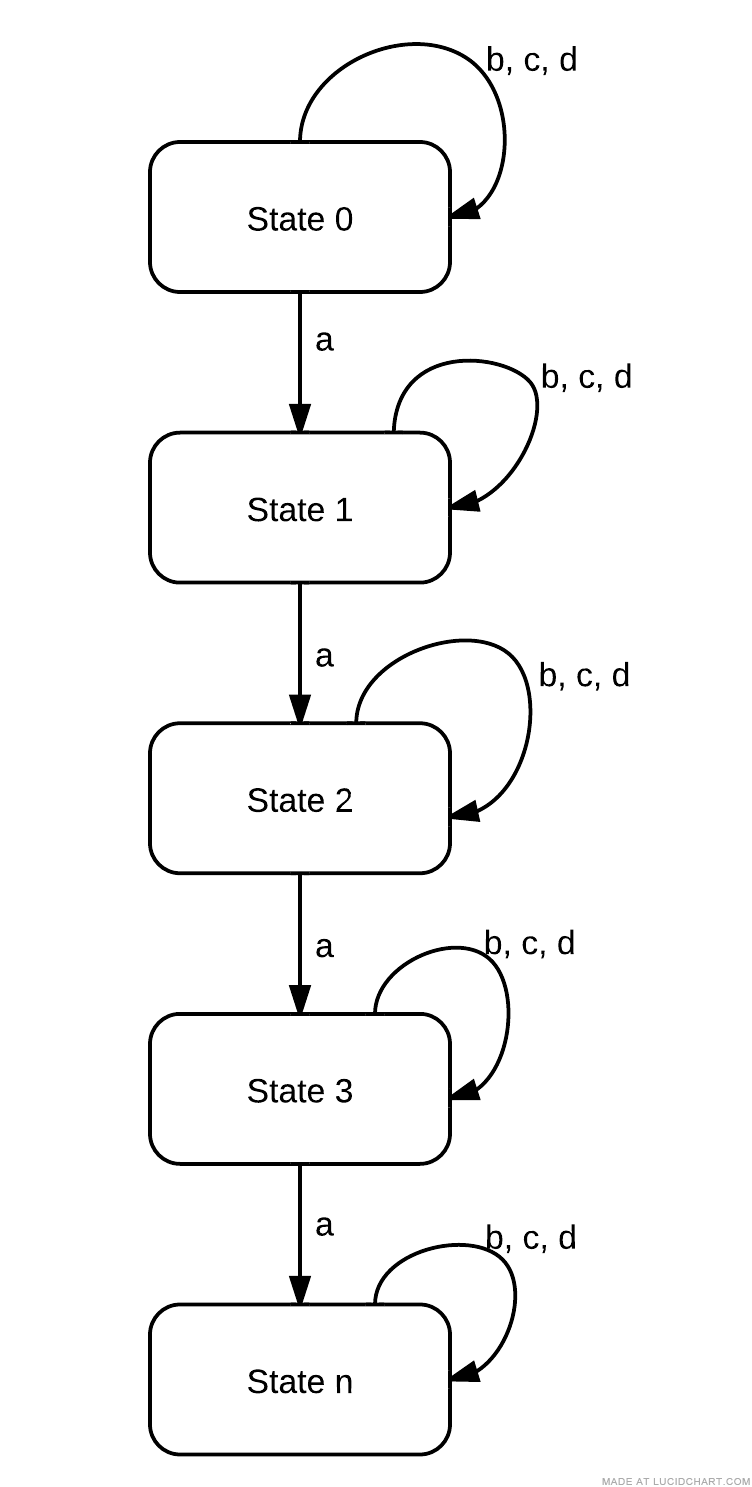 b, c, d
State 0
a
b, c, d
State 1
a
b, c, d
State 2
a
b, c, d
State 3
a
b, c, d
State n
MADE AT LUCIDCHART.COM